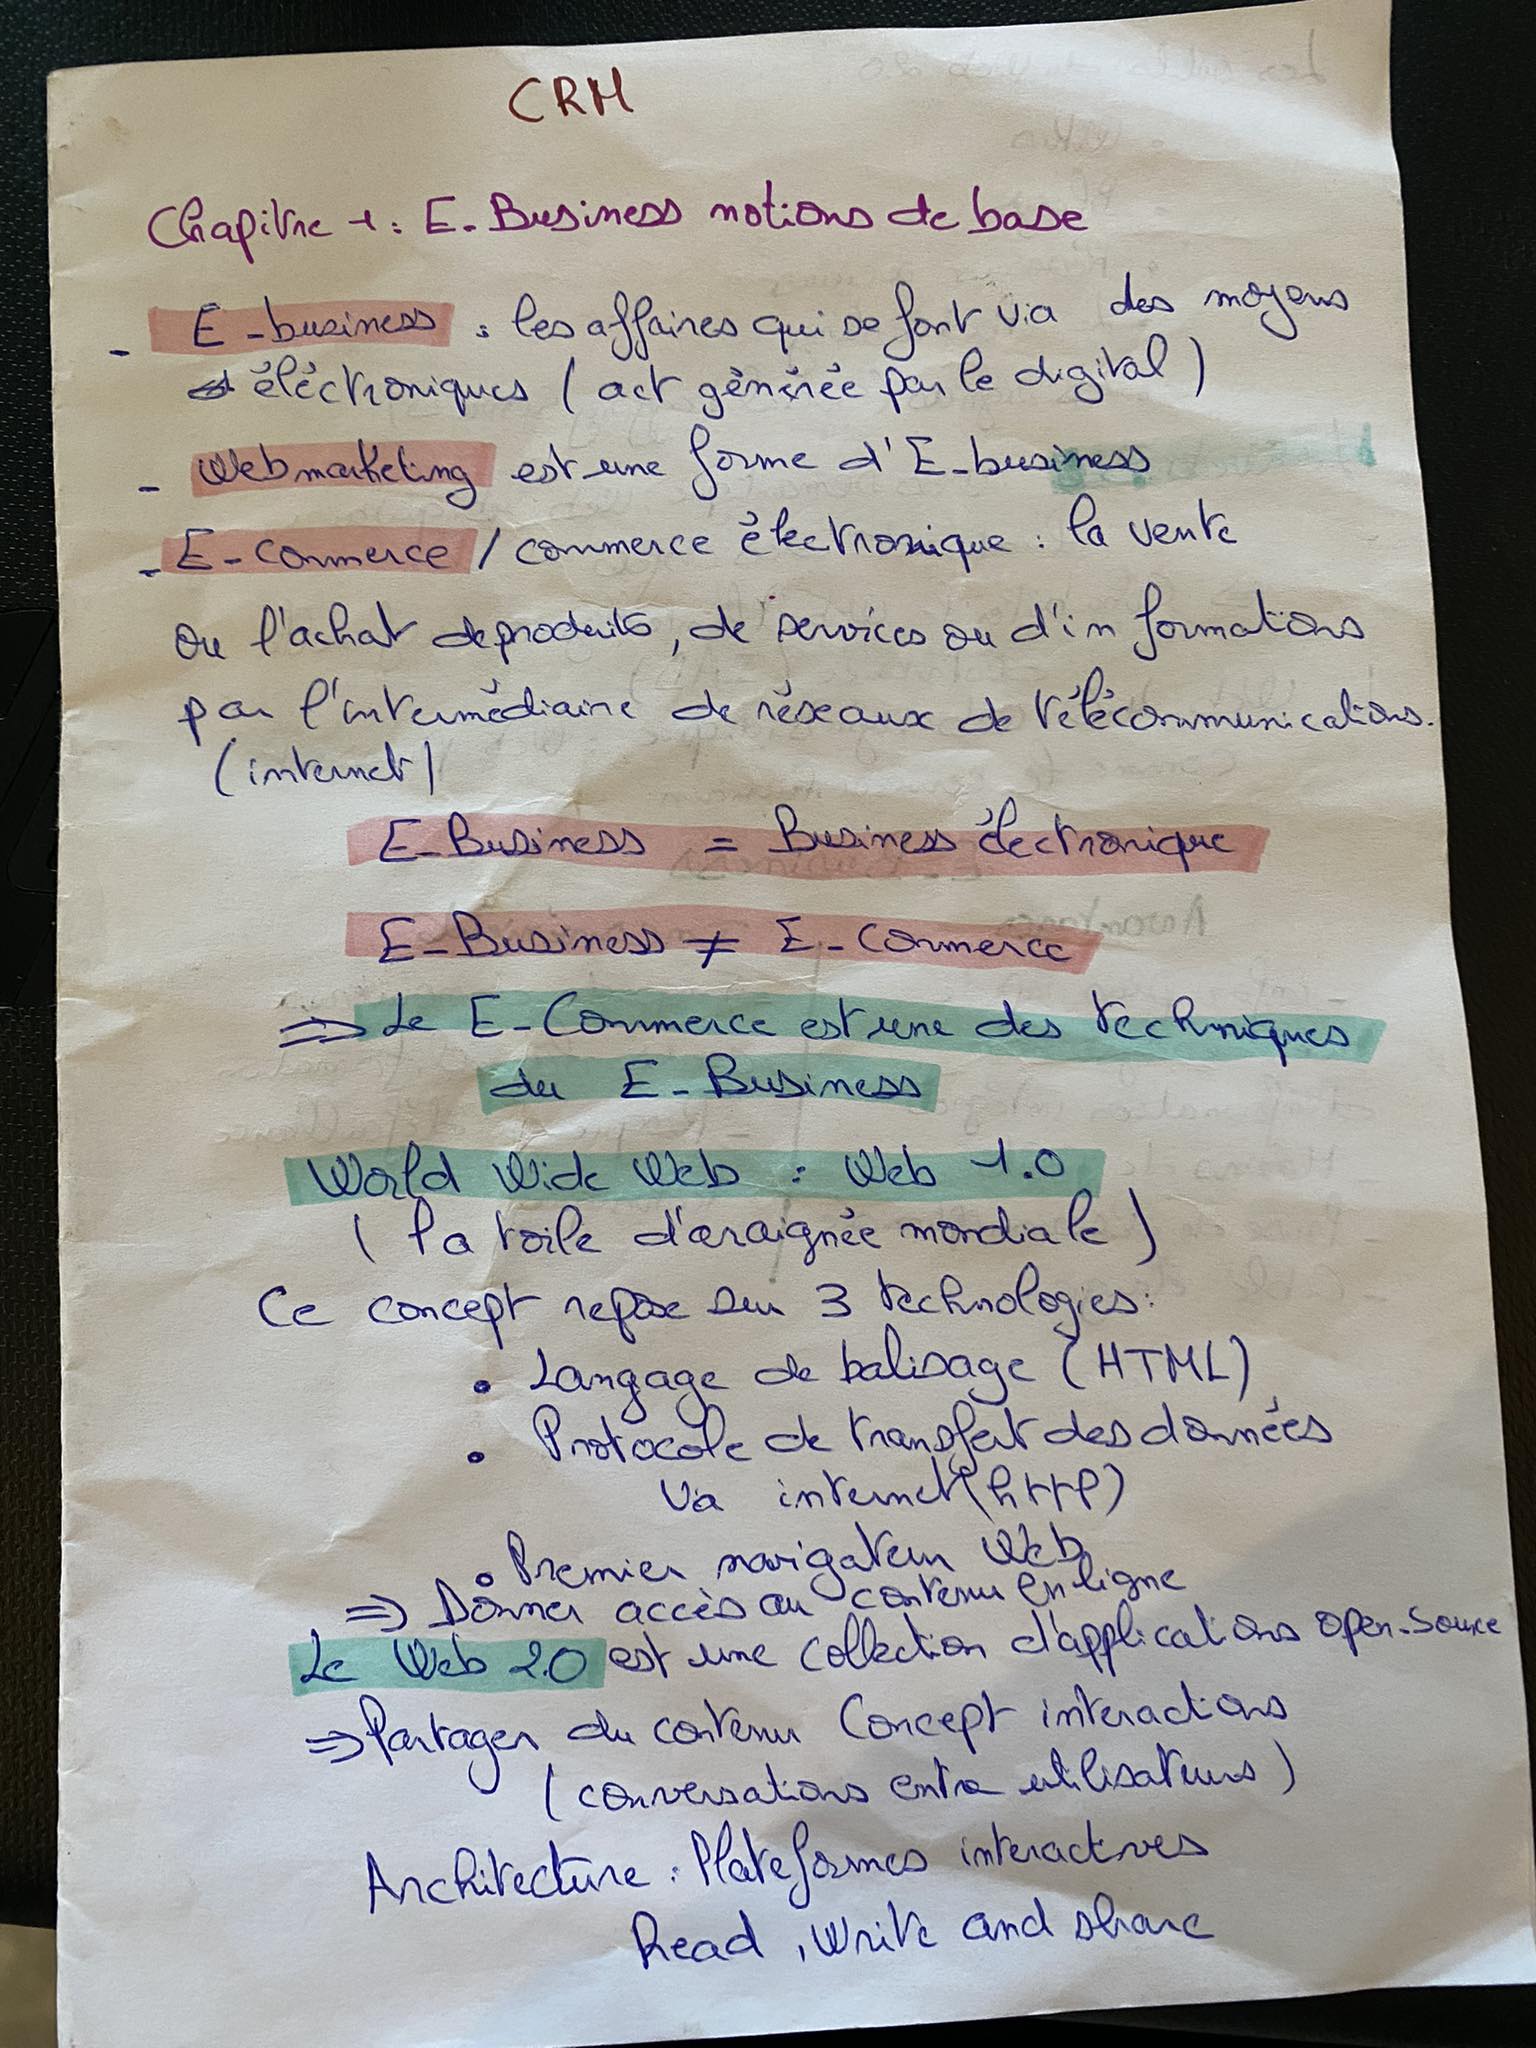 CRM
Chapitre 1 : E-Business notions de base
- E-business : les affaires qui se font via des moyens
éléctroniques (act générée par le digital)
- Webmarketing est une forme d'E-business
- E-Commerce / commerce électronique : la vente
ou l'achat de produits, de services ou d'informations
par l'intermédiaire de réseaux de télécommunications.
(internet)
E-Business = Business électronique
E-Business ≠ E-Commerce
⇒ Le E-Commerce est une des techniques
du E-Business
World Wide Web : Web 1.0
(la toile d'araignée mondiale)
Ce concept repose sur 3 technologies:
• Langage de balisage (HTML)
• Protocole de transfert des données
via internet (http)
• Premier navigateur Web
⇒ Donner accès au contenu en ligne
Le Web 2.0 est une collection d'applications open-source
⇒ Partager du contenu Concept interactions
(conversations entre utilisateurs)
Architecture : Plateformes interactives
Read, Write and share